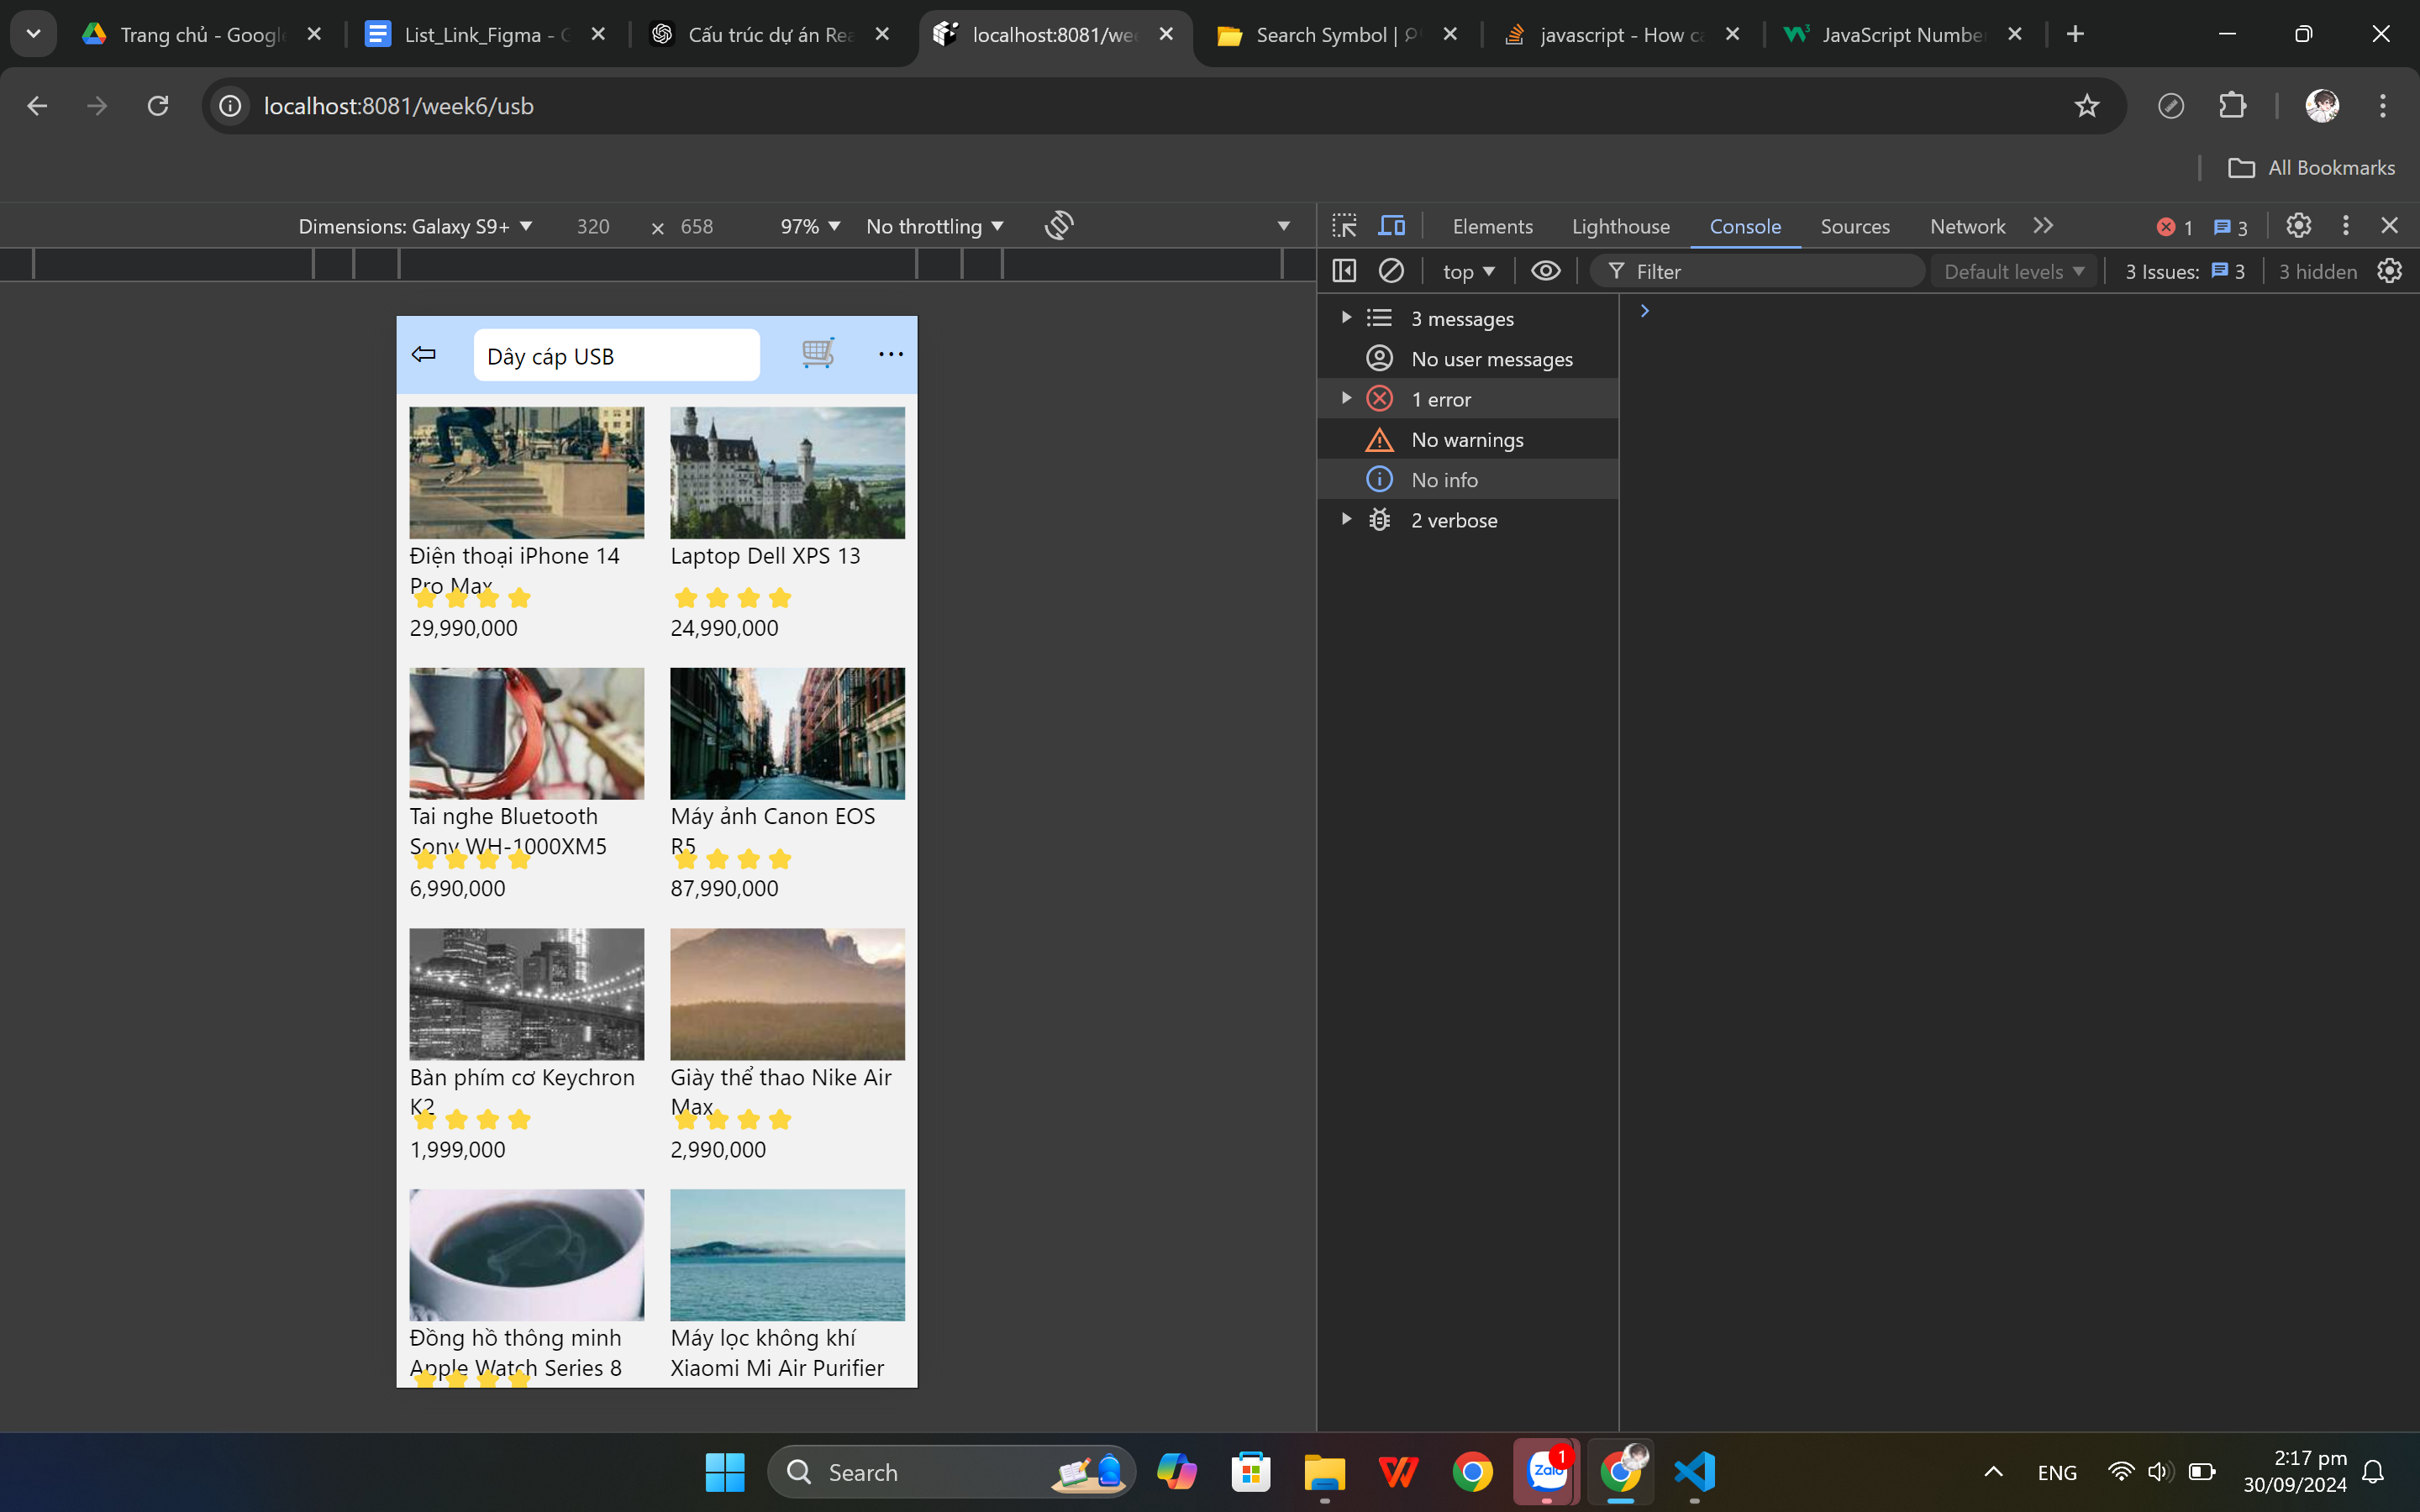 Trang chủ - Google
List_Link_Figma - G
Cấu trúc dự án Rea
localhost:8081/wee
Search Symbol |
javascript - How ca
JavaScript Number
localhost:8081/week6/usb
All Bookmarks
Dimensions: Galaxy S9+ 320 × 658 97% No throttling
Elements Lighthouse Console Sources Network 1 3
top Filter Default levels 3 Issues: 3 3 hidden
3 messages
No user messages
1 error
No warnings
No info
2 verbose
Dây cáp USB
Điện thoại iPhone 14
Pro Max
29,990,000
Laptop Dell XPS 13
24,990,000
Tai nghe Bluetooth
Sony WH-1000XM5
6,990,000
Máy ảnh Canon EOS
R5
87,990,000
Bàn phím cơ Keychron
K2
1,999,000
Giày thể thao Nike Air
Max
2,990,000
Đồng hồ thông minh
Apple Watch Series 8
Máy lọc không khí
Xiaomi Mi Air Purifier
Search
Zalo
1
ENG
2:17 pm
30/09/2024